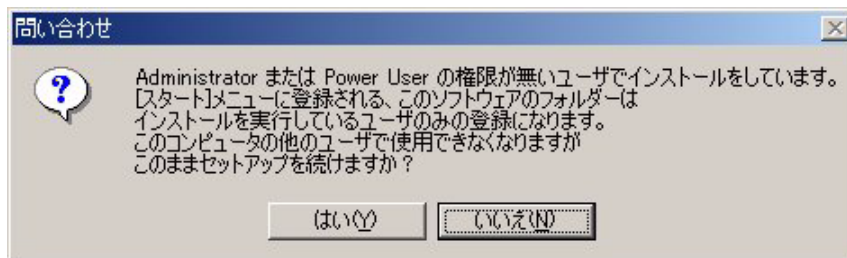 問い合わせ
Administrator または Power User の権限が無いユーザでインストールをしています。
[スタート]メニューに登録される、このソフトウェアのフォルダーは
インストールを実行しているユーザのみの登録になります。
このコンピュータの他のユーザで使用できなくなりますが
このままセットアップを続けますか？
はい(Y)
いいえ(N)